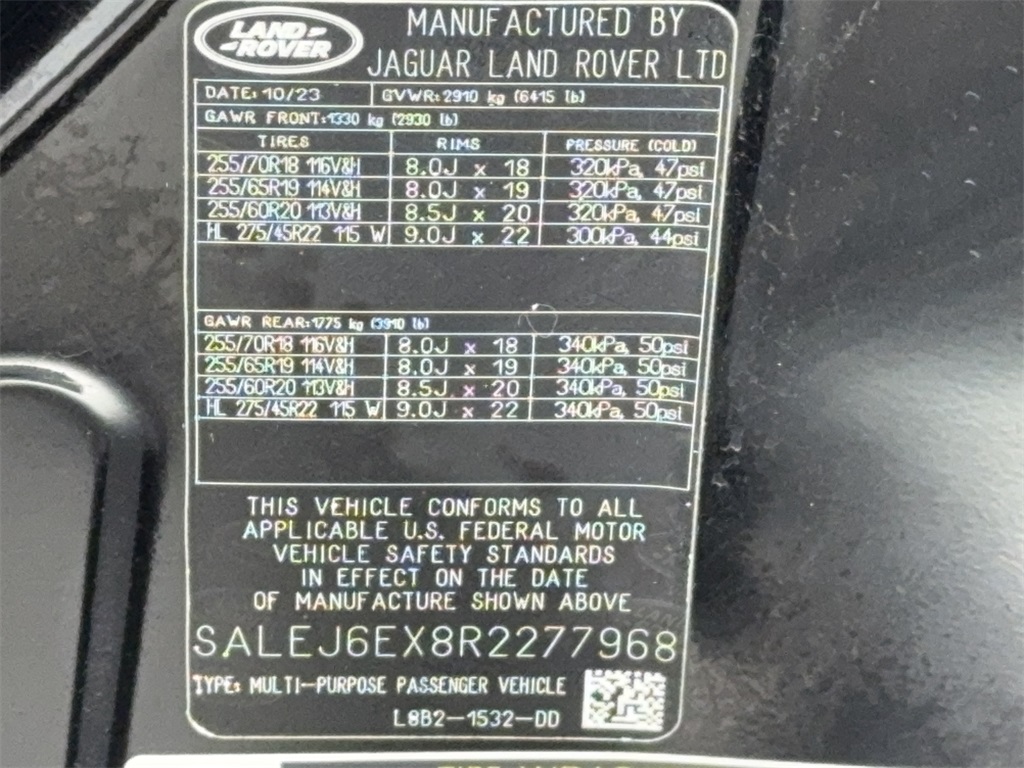 LAND ROVER
MANUFACTURED BY
JAGUAR LAND ROVER LTD
DATE: 10/23 GVWR: 2910 kg (6415 lb)
GAWR FRONT: 1330 kg (2930 lb)
TIRES RIMS PRESSURE (COLD)
255/70R18 116V&H 8.0J x 18 320kPa, 47psi
255/65R19 114V&H 8.0J x 19 320kPa, 47psi
255/60R20 113V&H 8.5J x 20 320kPa, 47psi
HL 275/45R22 115 W 9.0J x 22 300kPa, 44psi
GAWR REAR: 1775 kg (3910 lb)
255/70R18 116V&H 8.0J x 18 340kPa, 50psi
255/65R19 114V&H 8.0J x 19 340kPa, 50psi
255/60R20 113V&H 8.5J x 20 340kPa, 50psi
HL 275/45R22 115 W 9.0J x 22 340kPa, 50psi
THIS VEHICLE CONFORMS TO ALL
APPLICABLE U.S. FEDERAL MOTOR
VEHICLE SAFETY STANDARDS
IN EFFECT ON THE DATE
OF MANUFACTURE SHOWN ABOVE
SALEJ6EX8R2277968
TYPE: MULTI-PURPOSE PASSENGER VEHICLE
L8B2-1532-DD